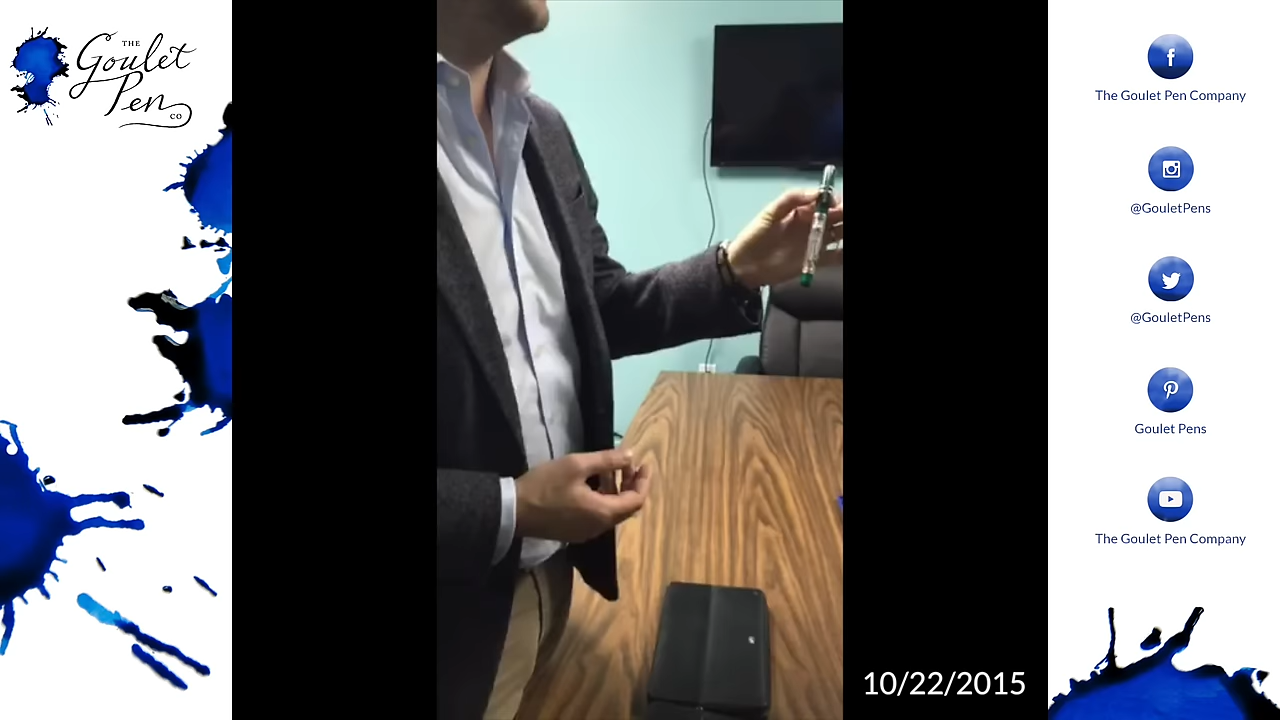 THE
Goulet
Pen
CO
The Goulet Pen Company
@GouletPens
@GouletPens
Goulet Pens
The Goulet Pen Company
10/22/2015